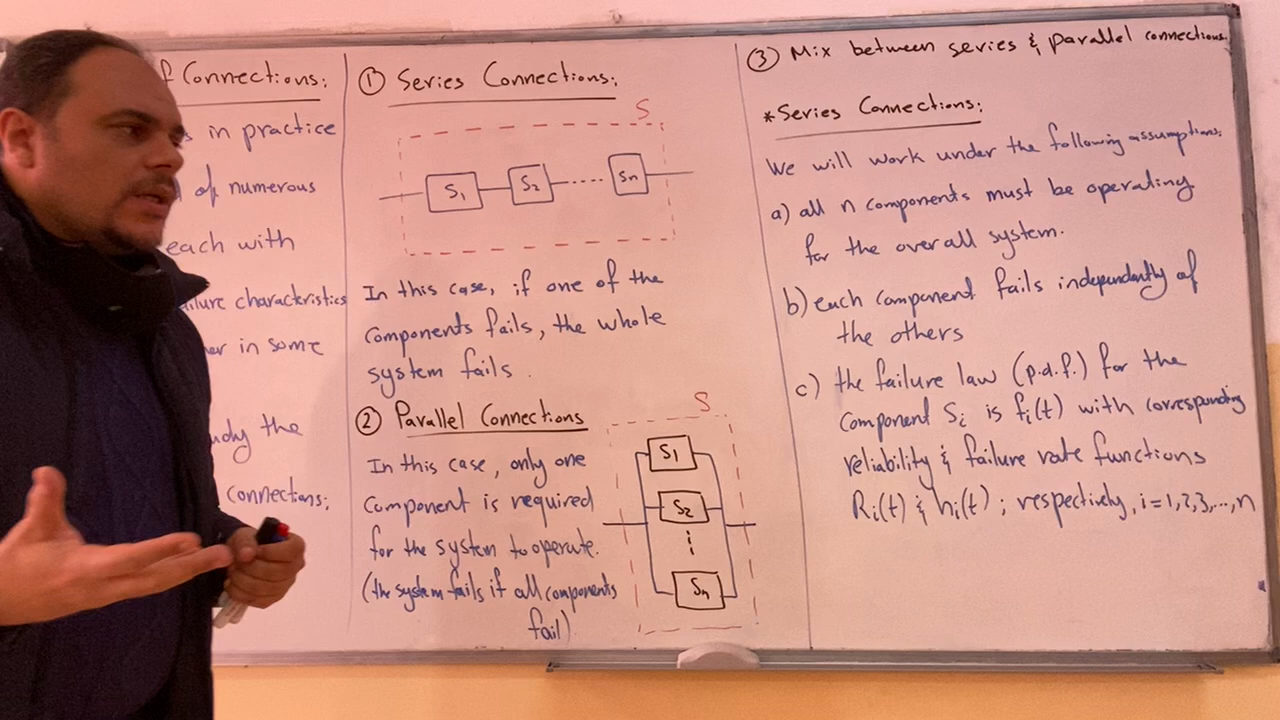 Connections:
in practice
of numerous
each with
characteristics
in some
the
connections;
① Series Connections:
S
S₁ S₂ ..... Sn
In this case, if one of the
components fails, the whole
system fails.
② Parallel Connections
In this case, only one
component is required
for the system to operate.
(the system fails if all components
fail)
S
S₁
S₂
Sn
③ Mix between series & parallel connections.
*Series Connections:
We will work under the following assumptions:
a) all n components must be operating
for the overall system.
b) each component fails independently of
the others
c) the failure law (p.d.f.) for the
component Si is fi(t) with corresponding
reliability & failure rate functions
Ri(t) & hi(t) ; respectively, i=1,2,3,...,n